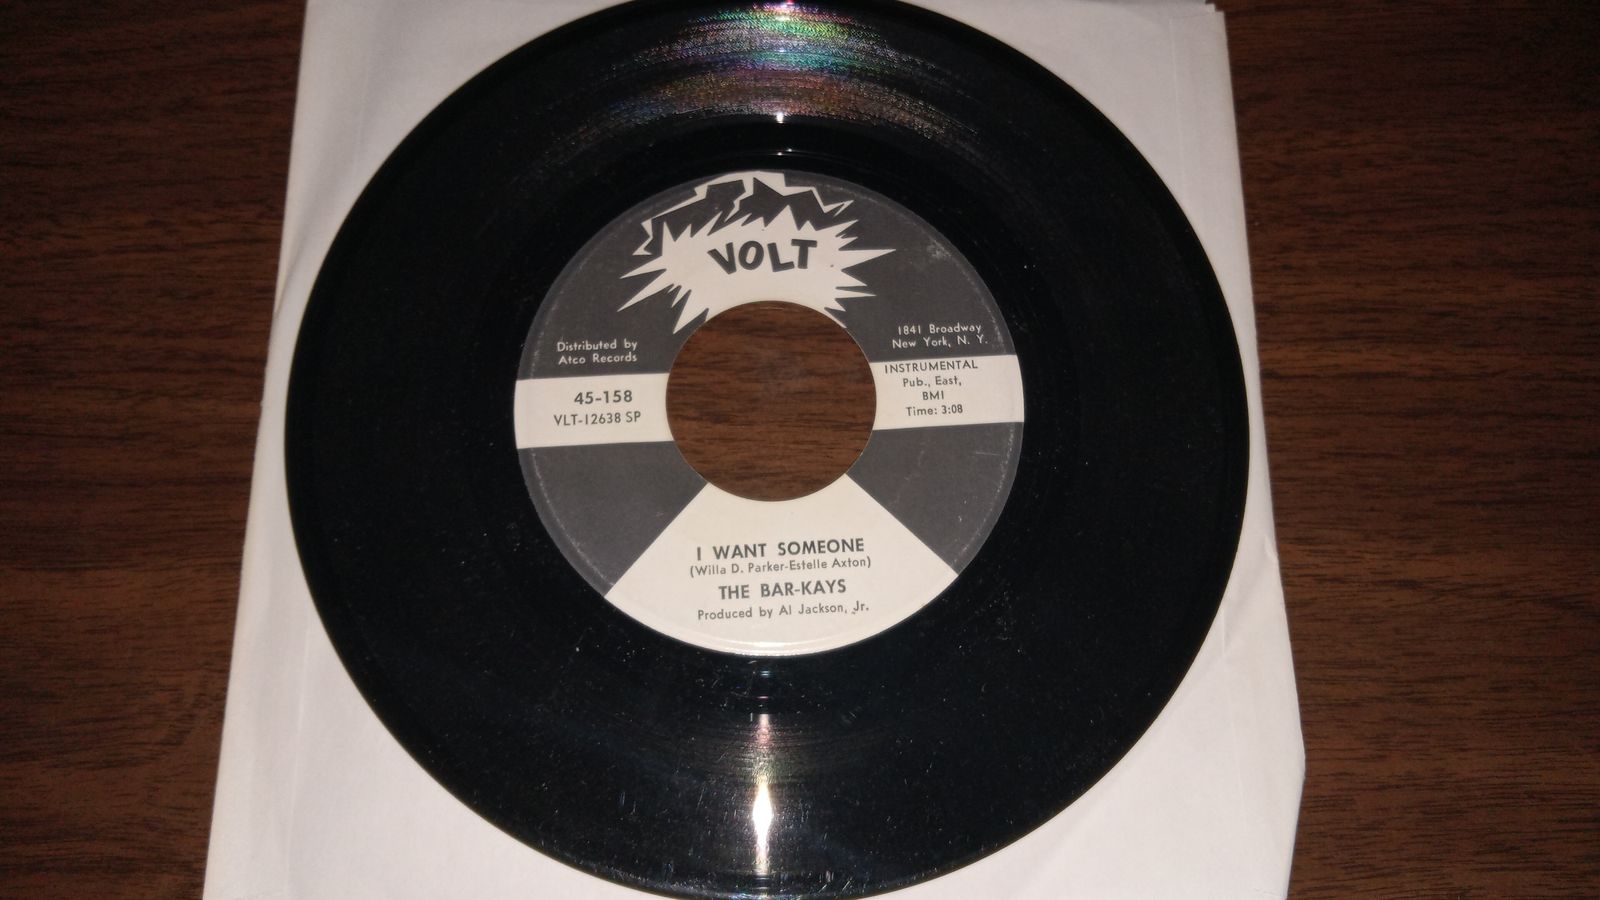 VOLT
Distributed by
Atco Records
1841 Broadway
New York, N. Y.
45-158
VLT-12638 SP
INSTRUMENTAL
Pub., East,
BMI
Time: 3:08
I WANT SOMEONE
(Willa D. Parker-Estelle Axton)
THE BAR-KAYS
Produced by Al Jackson, Jr.